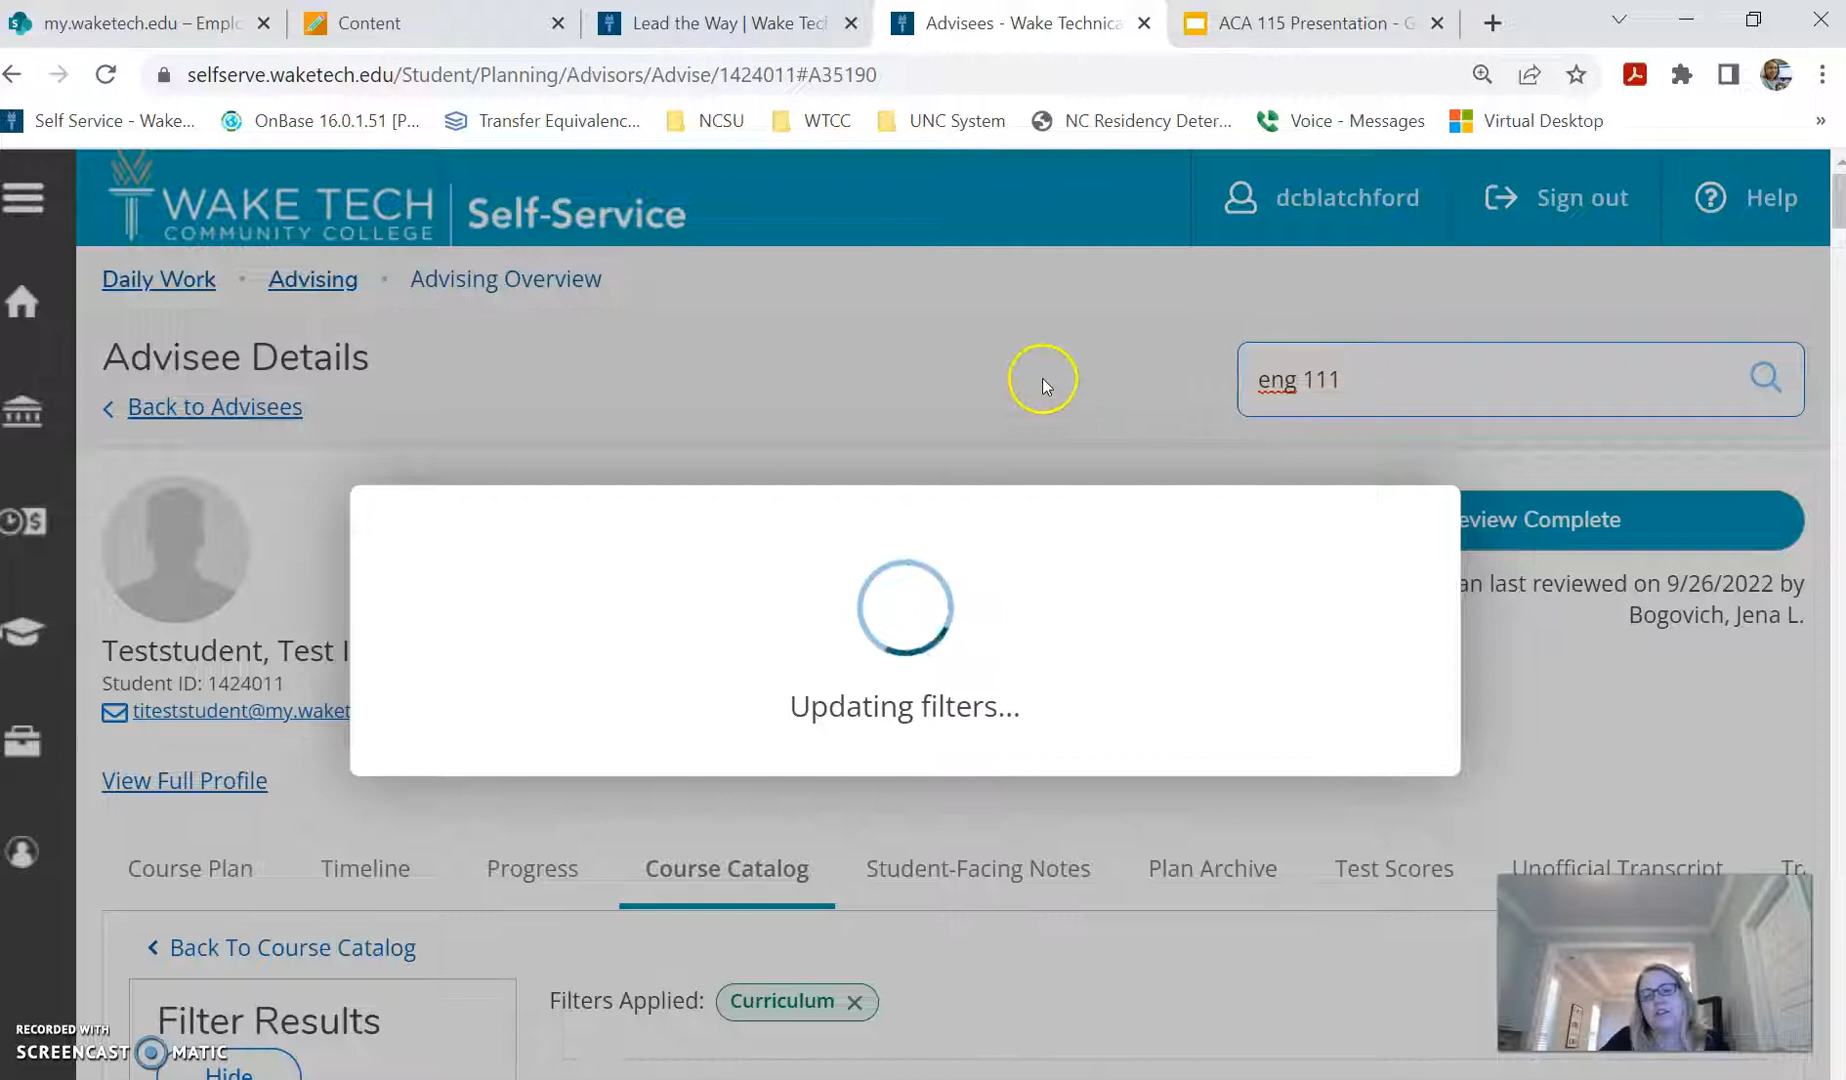 my.waketech.edu – Emplo
Content
Lead the Way | Wake Tech
Advisees - Wake Technica
ACA 115 Presentation - G
selfserve.waketech.edu/Student/Planning/Advisors/Advise/1424011#A35190
Self Service - Wake...
OnBase 16.0.1.51 [P...
Transfer Equivalenc...
NCSU
WTCC
UNC System
NC Residency Deter...
Voice - Messages
Virtual Desktop
»
WAKE TECH
COMMUNITY COLLEGE
Self-Service
dcblatchford
Sign out
Help
Daily Work
Advising
Advising Overview
Advisee Details
eng 111
Back to Advisees
eview Complete
an last reviewed on 9/26/2022 by
Bogovich, Jena L.
Teststudent, Test I
Student ID: 1424011
titeststudent@my.waket
Updating filters...
View Full Profile
Course Plan
Timeline
Progress
Course Catalog
Student-Facing Notes
Plan Archive
Test Scores
Unofficial Transcript
Tr
Back To Course Catalog
Filter Results
Filters Applied:
Curriculum
Hide
RECORDED WITH
SCREENCAST MATIC